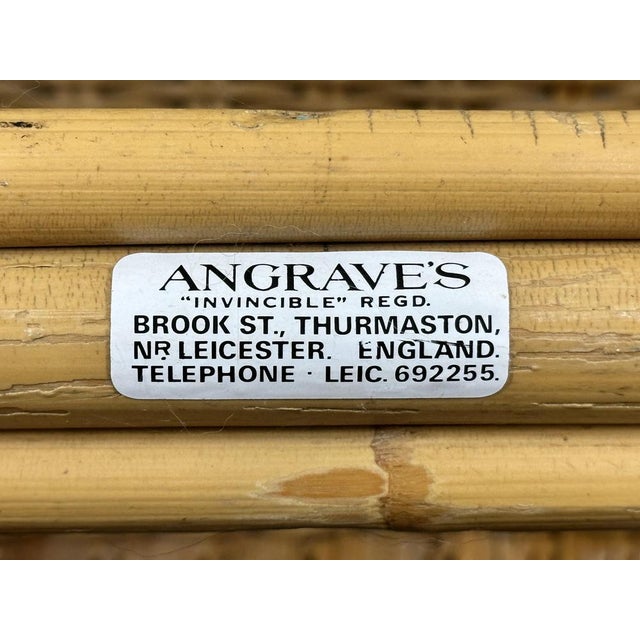 ANGRAVE'S
"INVINCIBLE" REGD.
BROOK ST., THURMASTON,
NR. LEICESTER. ENGLAND.
TELEPHONE · LEIC. 692255.